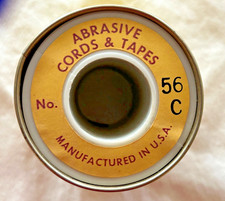 ABRASIVE
CORDS & TAPES
No. 56
C
MANUFACTURED IN U.S.A.